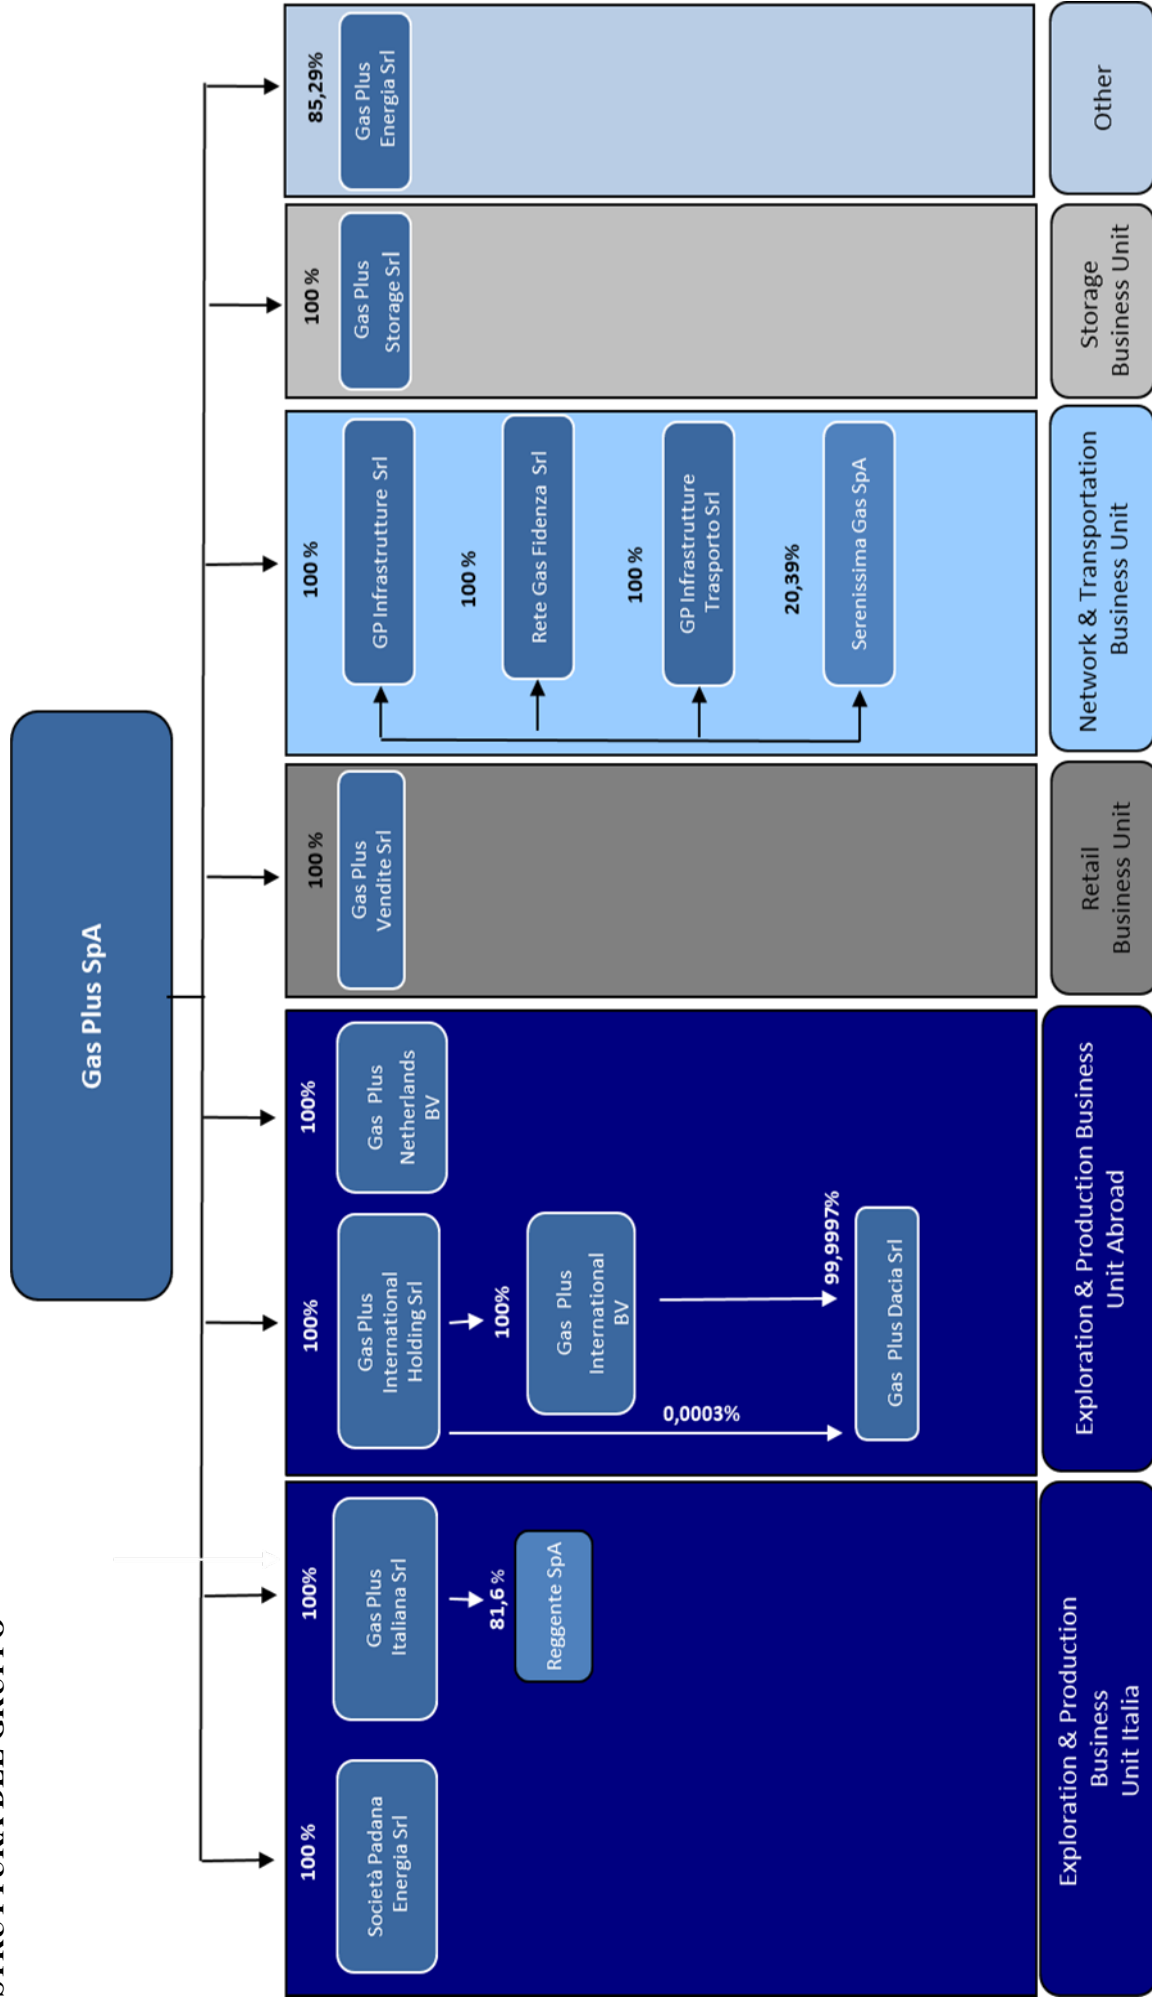 STRUTTURA DEL GRUPPO
Gas Plus SpA
100 %
Società Padana
Energia Srl
100%
Gas Plus
Italiana Srl
81,6 %
Reggente SpA
Exploration & Production
Business
Unit Italia
100%
Gas Plus
International
Holding Srl
100%
Gas Plus
International
BV
0,0003%
99,9997%
Gas Plus Dacia Srl
100%
Gas Plus
Netherlands
BV
Exploration & Production Business
Unit Abroad
100 %
Gas Plus
Vendite Srl
Retail
Business Unit
100 %
GP Infrastrutture Srl
100 %
Rete Gas Fidenza Srl
100 %
GP Infrastrutture
Trasporto Srl
20,39%
Serenissima Gas SpA
Network & Transportation
Business Unit
100 %
Gas Plus
Storage Srl
Storage
Business Unit
85,29%
Gas Plus
Energia Srl
Other